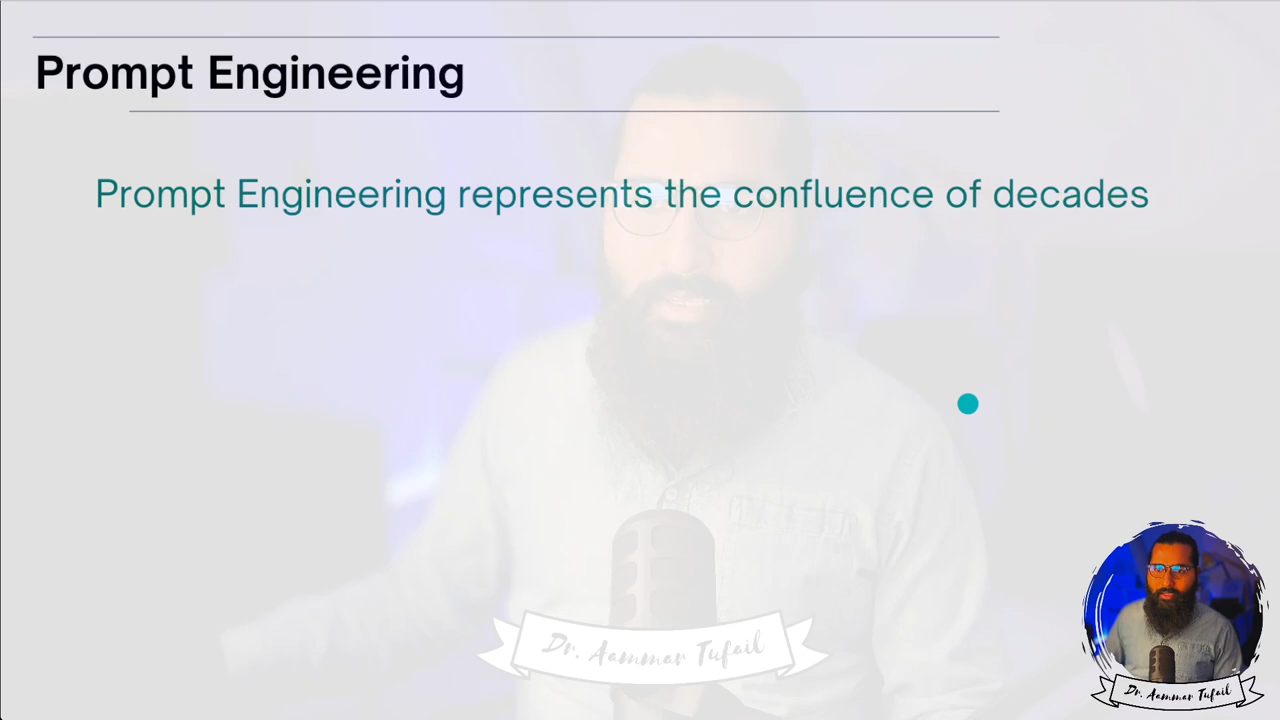 Prompt Engineering
Prompt Engineering represents the confluence of decades
Dr. Aammar Tufail
Dr. Aammar Tufail